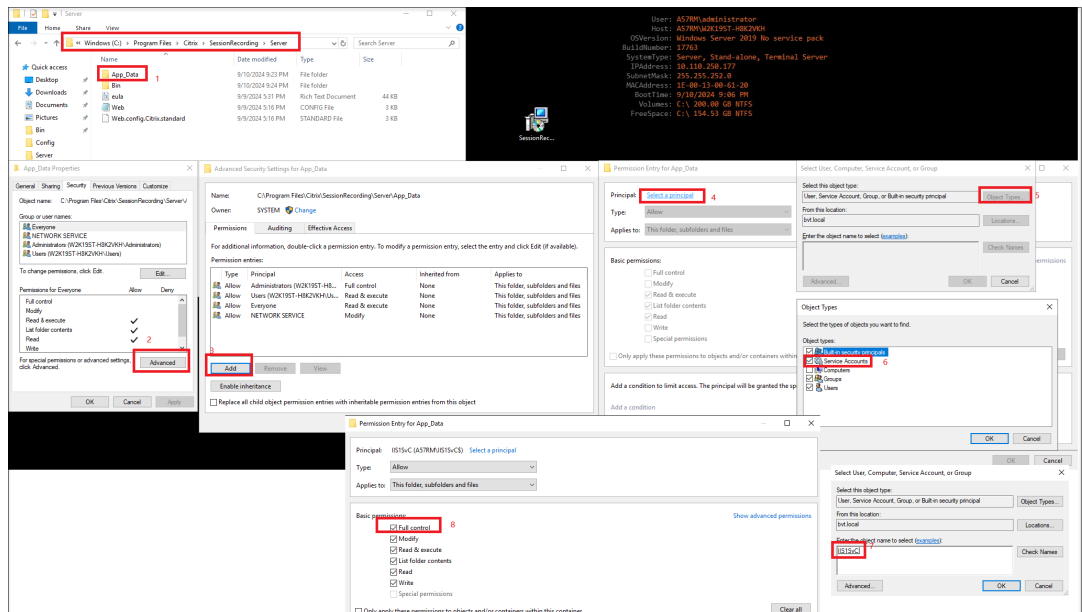 Server
File Home Share View
Windows (C:) › Program Files › Citrix › SessionRecording › Server
Search Server
Name Date modified Type Size
Quick access
Desktop
Downloads
Documents
Pictures
Bin
Config
Server
App_Data 9/10/2024 9:23 PM File folder
1
Bin 9/10/2024 9:24 PM File folder
eula 9/9/2024 5:31 PM Rich Text Document 44 KB
Web 9/9/2024 5:16 PM CONFIG File 3 KB
Web.config.Citrix.standard 9/9/2024 5:16 PM STANDARD File 3 KB
User: A57RM\administrator
Host: A57RM\W2K19ST-H8K2VKH
OSVersion: Windows Server 2019 No service pack
BuildNumber: 17763
SystemType: Server, Stand-alone, Terminal Server
IPAddress: 10.110.250.177
SubnetMask: 255.255.252.0
MACAddress: 1E-00-13-00-61-20
BootTime: 9/10/2024 9:06 PM
Volumes: C:\ 200.00 GB NTFS
FreeSpace: C:\ 154.53 GB NTFS
SessionRec...
App_Data Properties
General Sharing Security Previous Versions Customize
Object name: C:\Program Files\Citrix\SessionRecording\Server\
Group or user names:
Everyone
NETWORK SERVICE
Administrators (W2K19ST-H8K2VKH\Administrators)
Users (W2K19ST-H8K2VKH\Users)
To change permissions, click Edit.
Edit...
Permissions for Everyone Allow Deny
Full control
Modify
Read & execute
List folder contents
Read
2
Write
For special permissions or advanced settings, click Advanced.
Advanced
OK Cancel Apply
Advanced Security Settings for App_Data
Name: C:\Program Files\Citrix\SessionRecording\Server\App_Data
Owner: SYSTEM Change
Permissions Auditing Effective Access
For additional information, double-click a permission entry. To modify a permission entry, select the entry and click Edit (if available).
Permission entries:
Type Principal Access Inherited from Applies to
Allow Administrators (W2K19ST-H8... Full control None This folder, subfolders and files
Allow Users (W2K19ST-H8K2VKH\Us... Read & execute None This folder, subfolders and files
Allow Everyone Read & execute None This folder, subfolders and files
Allow NETWORK SERVICE Modify None This folder, subfolders and files
3
Add Remove View
Enable inheritance
Replace all child object permission entries with inheritable permission entries from this object
Permission Entry for App_Data
Principal: Select a principal
4
Type: Allow
Applies to: This folder, subfolders and files
Basic permissions:
Full control
Modify
Read & execute
List folder contents
Read
Write
Special permissions
Only apply these permissions to objects and/or containers within
Add a condition to limit access. The principal will be granted the sp
Add a condition
Select User, Computer, Service Account, or Group
Select this object type:
User, Service Account, Group, or Built-in security principal Object Types...
5
From this location:
bvt.local Locations...
Enter the object name to select (examples):
Check Names
Advanced... OK Cancel
ermissions
Object Types
Select the types of objects you want to find.
Object types:
Built-in security principals
Service Accounts
6
Computers
Groups
Users
OK Cancel
OK Cancel
Permission Entry for App_Data
Principal: IIS1SvC (A57RM\IIS1SvC$) Select a principal
Type: Allow
Applies to: This folder, subfolders and files
Basic permissions: Show advanced permissions
Full control
8
Modify
Read & execute
List folder contents
Read
Write
Special permissions
Only apply these permissions to objects and/or containers within this container
Clear all
Select User, Computer, Service Account, or Group
Select this object type:
User, Service Account, Group, or Built-in security principal Object Types...
From this location:
bvt.local Locations...
Enter the object name to select (examples):
IIS1SvC
7
Check Names
Advanced... OK Cancel